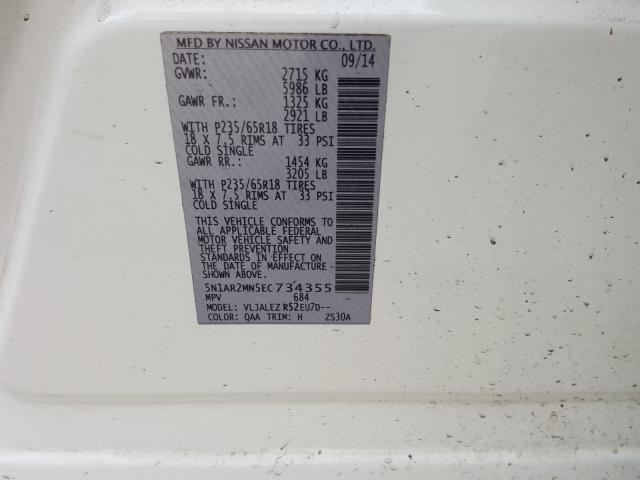 MFD BY NISSAN MOTOR CO., LTD.
DATE: 09/14
GVWR: 2715 KG
5986 LB
GAWR FR.: 1325 KG
2921 LB
WITH P235/65R18 TIRES
18 X 7.5 RIMS AT 33 PSI
COLD SINGLE
GAWR RR.: 1454 KG
3205 LB
WITH P235/65R18 TIRES
18 X 7.5 RIMS AT 33 PSI
COLD SINGLE
THIS VEHICLE CONFORMS TO
ALL APPLICABLE FEDERAL
MOTOR VEHICLE SAFETY AND
THEFT PREVENTION
STANDARDS IN EFFECT ON
THE DATE OF MANUFACTURE
SHOWN ABOVE.
5N1AR2MN5EC734355
MPV 684
MODEL: VLJALEZ R52EU7D--
COLOR: QAA TRIM: H ZS30A